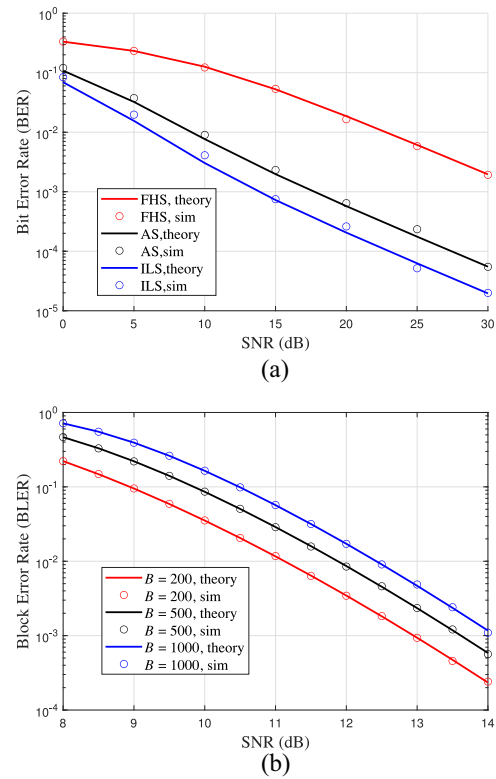 10^0
10^-1
10^-2
10^-3
10^-4
10^-5
Bit Error Rate (BER)
FHS, theory
FHS, sim
AS,theory
AS,sim
ILS,theory
ILS,sim
0 5 10 15 20 25 30
SNR (dB)
(a)
10^0
10^-1
10^-2
10^-3
10^-4
Block Error Rate (BLER)
B = 200, theory
B = 200, sim
B = 500, theory
B = 500, sim
B = 1000, theory
B = 1000, sim
8 9 10 11 12 13 14
SNR (dB)
(b)